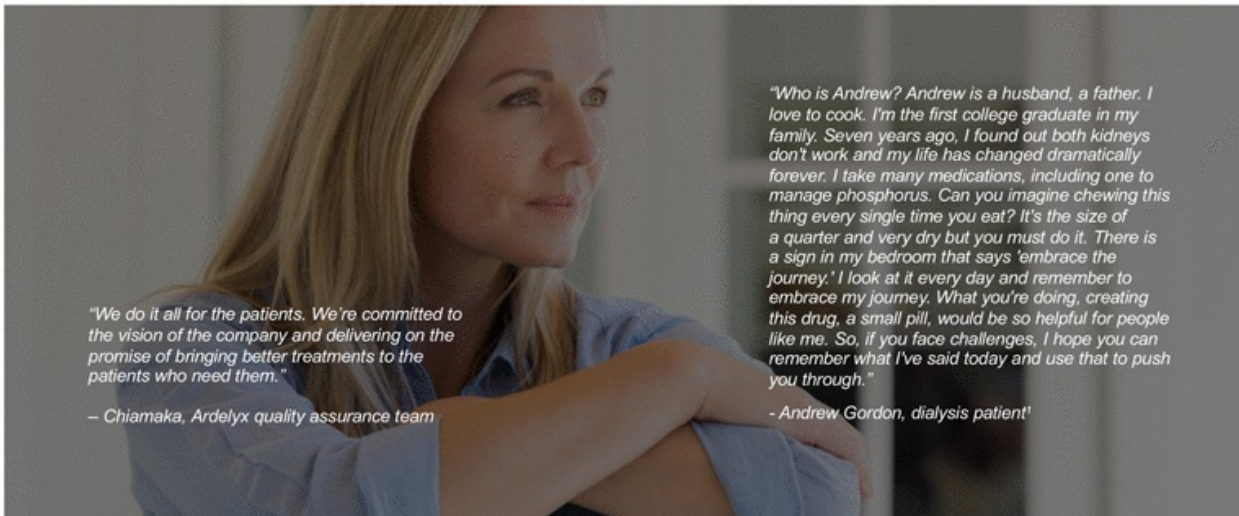 “We do it all for the patients. We’re committed to
the vision of the company and delivering on the
promise of bringing better treatments to the
patients who need them.”
– Chiamaka, Ardelyx quality assurance team
“Who is Andrew? Andrew is a husband, a father. I
love to cook. I'm the first college graduate in my
family. Seven years ago, I found out both kidneys
don't work and my life has changed dramatically
forever. I take many medications, including one to
manage phosphorus. Can you imagine chewing this
thing every single time you eat? It's the size of
a quarter and very dry but you must do it. There is
a sign in my bedroom that says 'embrace the
journey.' I look at it every day and remember to
embrace my journey. What you're doing, creating
this drug, a small pill, would be so helpful for people
like me. So, if you face challenges, I hope you can
remember what I've said today and use that to push
you through.”
- Andrew Gordon, dialysis patient¹